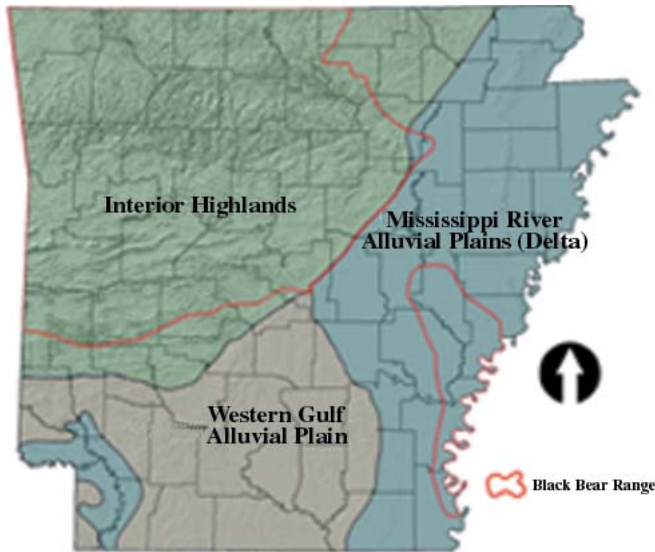 Interior Highlands
Mississippi River
Alluvial Plains (Delta)
Western Gulf
Alluvial Plain
Black Bear Range